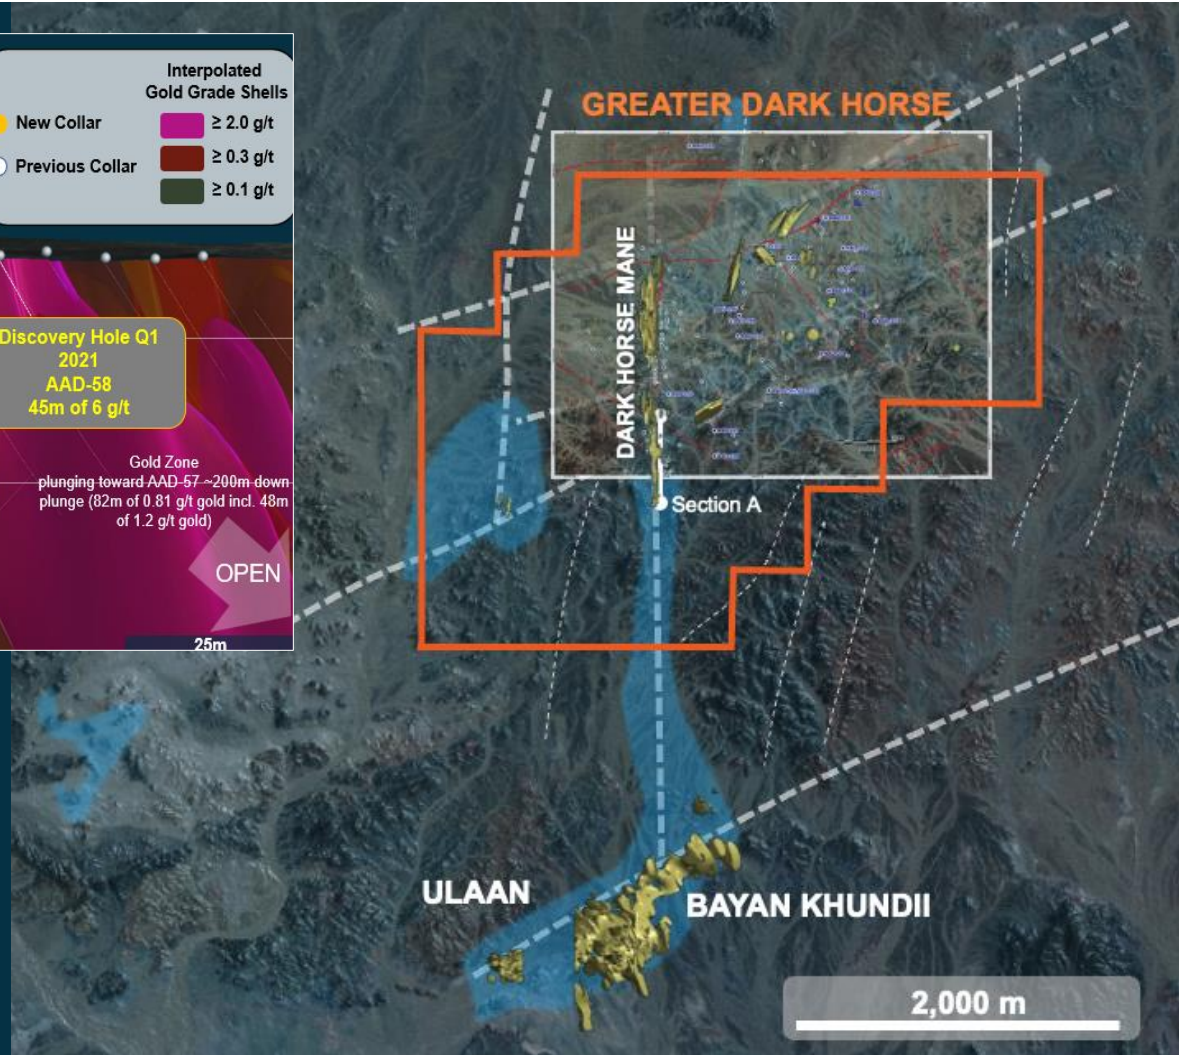 Interpolated
Gold Grade Shells
New Collar
≥ 2.0 g/t
Previous Collar
≥ 0.3 g/t
≥ 0.1 g/t
Discovery Hole Q1
2021
AAD-58
45m of 6 g/t
Gold Zone
plunging toward AAD-57 ~200m down
plunge (82m of 0.81 g/t gold incl. 48m
of 1.2 g/t gold)
OPEN
25m
GREATER DARK HORSE
DARK HORSE MANE
Section A
ULAAN
BAYAN KHUNDII
2,000 m